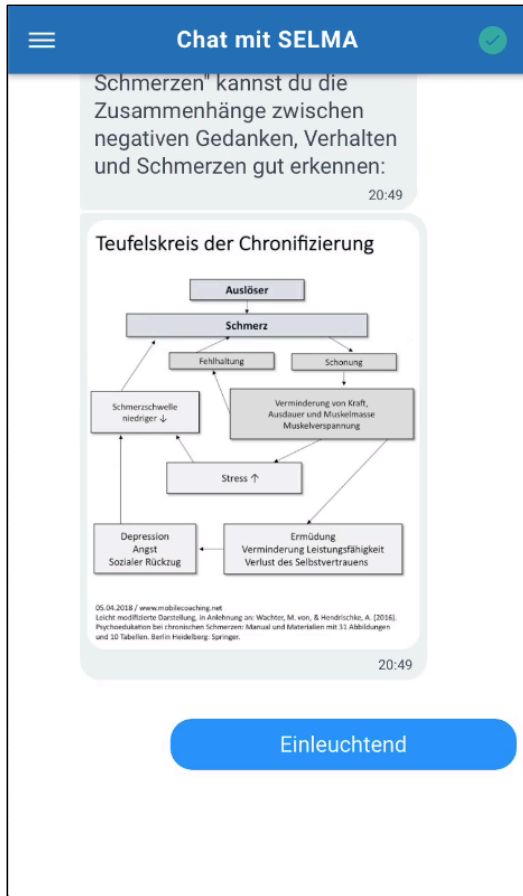 Chat mit SELMA
Schmerzen" kannst du die
Zusammenhänge zwischen
negativen Gedanken, Verhalten
und Schmerzen gut erkennen:
20:49
Teufelskreis der Chronifizierung
Auslöser
Schmerz
Fehlhaltung
Schonung
Schmerzschwelle
niedriger ↓
Verminderung von Kraft,
Ausdauer und Muskelmasse
Muskelverspannung
Stress ↑
Depression
Angst
Sozialer Rückzug
Ermüdung
Verminderung Leistungsfähigkeit
Verlust des Selbstvertrauens
05.04.2018 / www.mobilecoaching.net
Leicht modifizierte Darstellung, in Anlehnung an: Wachter, M. von, & Hendrischke, A. (2016).
Psychoedukation bei chronischen Schmerzen: Manual und Materialien mit 31 Abbildungen
und 10 Tabellen. Berlin Heidelberg: Springer.
20:49
Einleuchtend